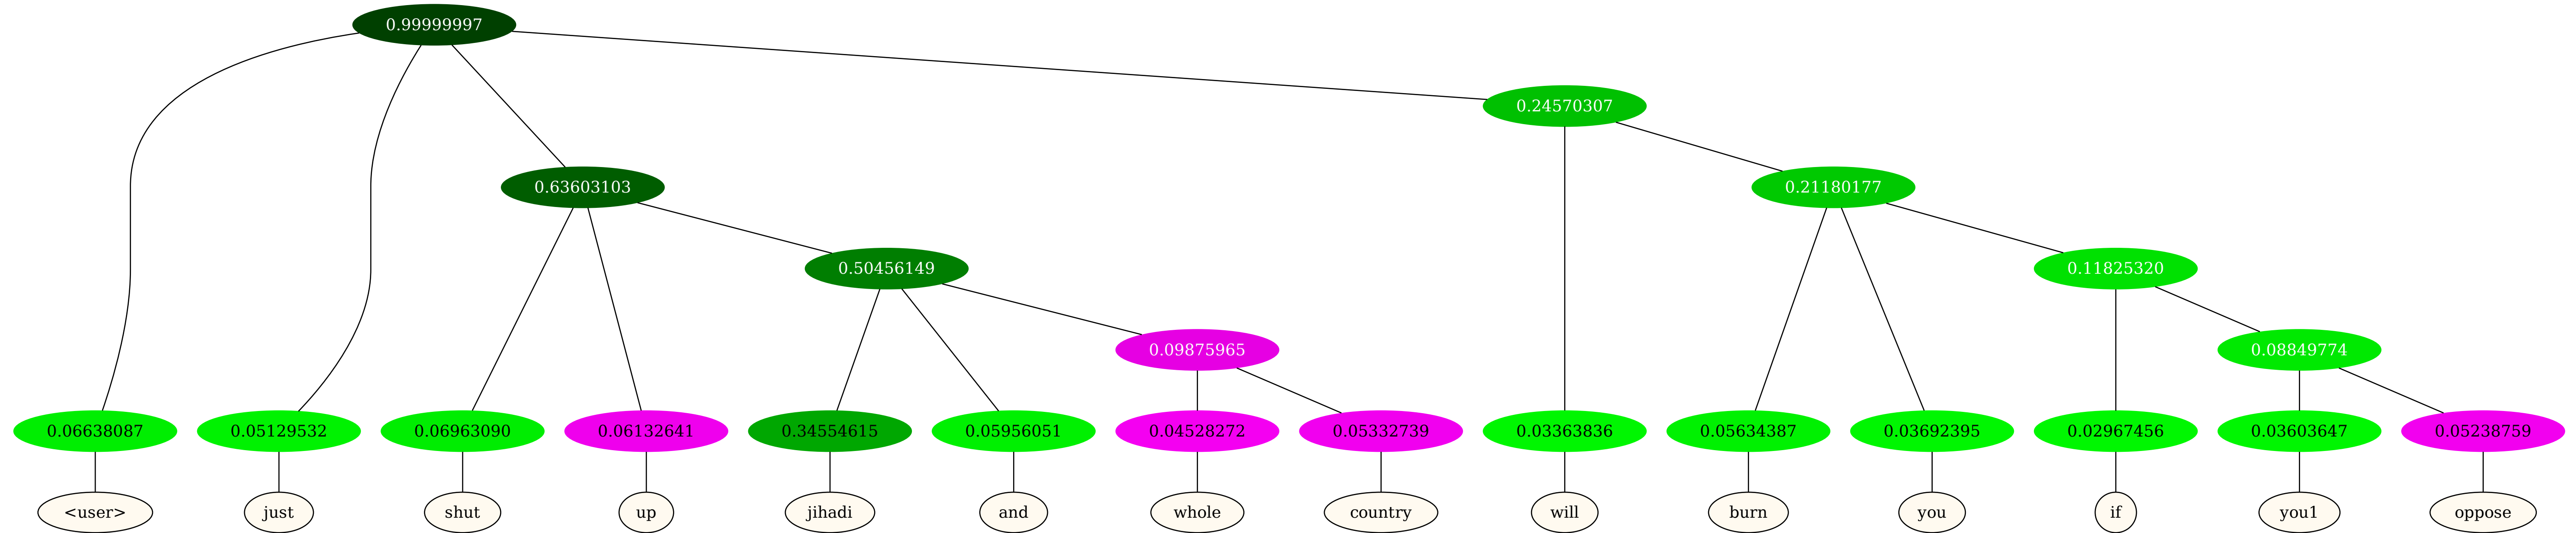 0.99999997
0.24570307
0.63603103 0.21180177
0.50456149 0.11825320
0.09875965 0.08849774
0.06638087 0.05129532 0.06963090 0.06132641 0.34554615 0.05956051 0.04528272 0.05332739 0.03363836 0.05634387 0.03692395 0.02967456 0.03603647 0.05238759
<user> just shut up jihadi and whole country will burn you if you1 oppose